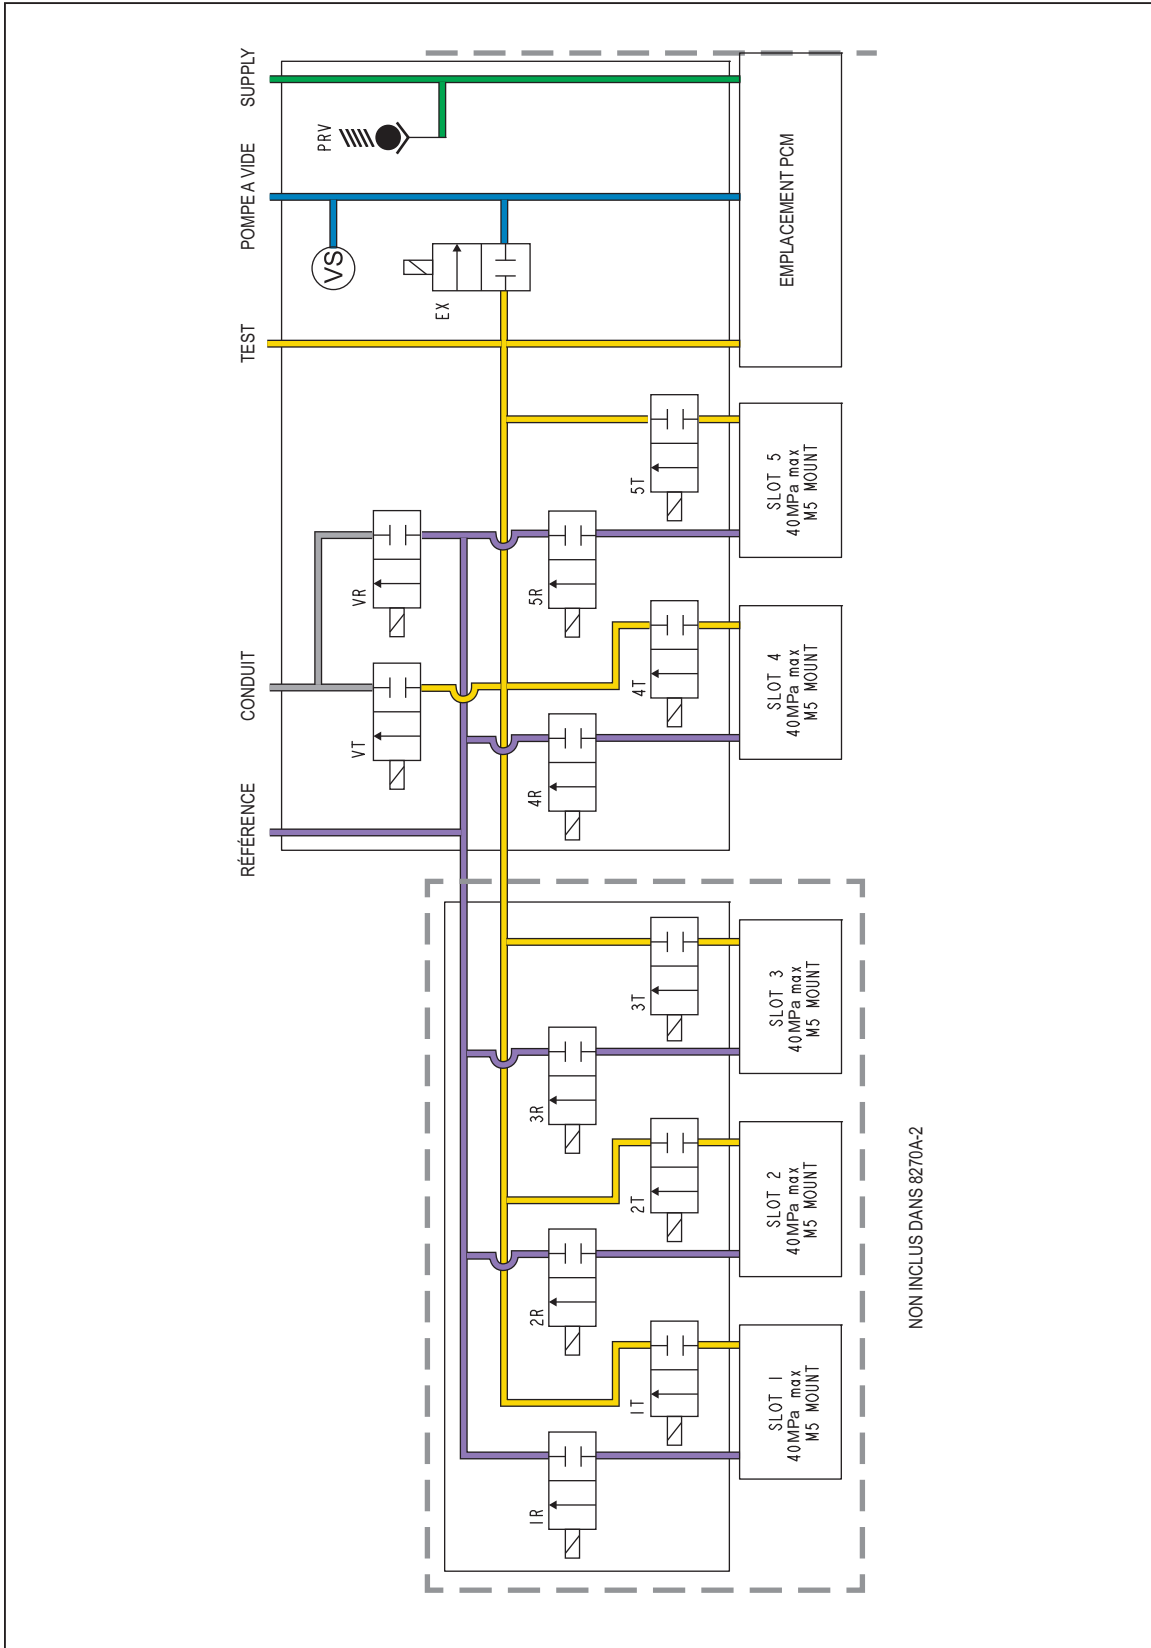 RÉFÉRENCE
CONDUIT
TEST
POMPE A VIDE
SUPPLY
PRV
VS
EX
VT
VR
1R
2R
3R
4R
5R
1T
2T
3T
4T
5T
SLOT 1
40MPa max
M5 MOUNT
SLOT 2
40MPa max
M5 MOUNT
SLOT 3
40MPa max
M5 MOUNT
SLOT 4
40MPa max
M5 MOUNT
SLOT 5
40MPa max
M5 MOUNT
EMPLACEMENT PCM
NON INCLUS DANS 8270A-2